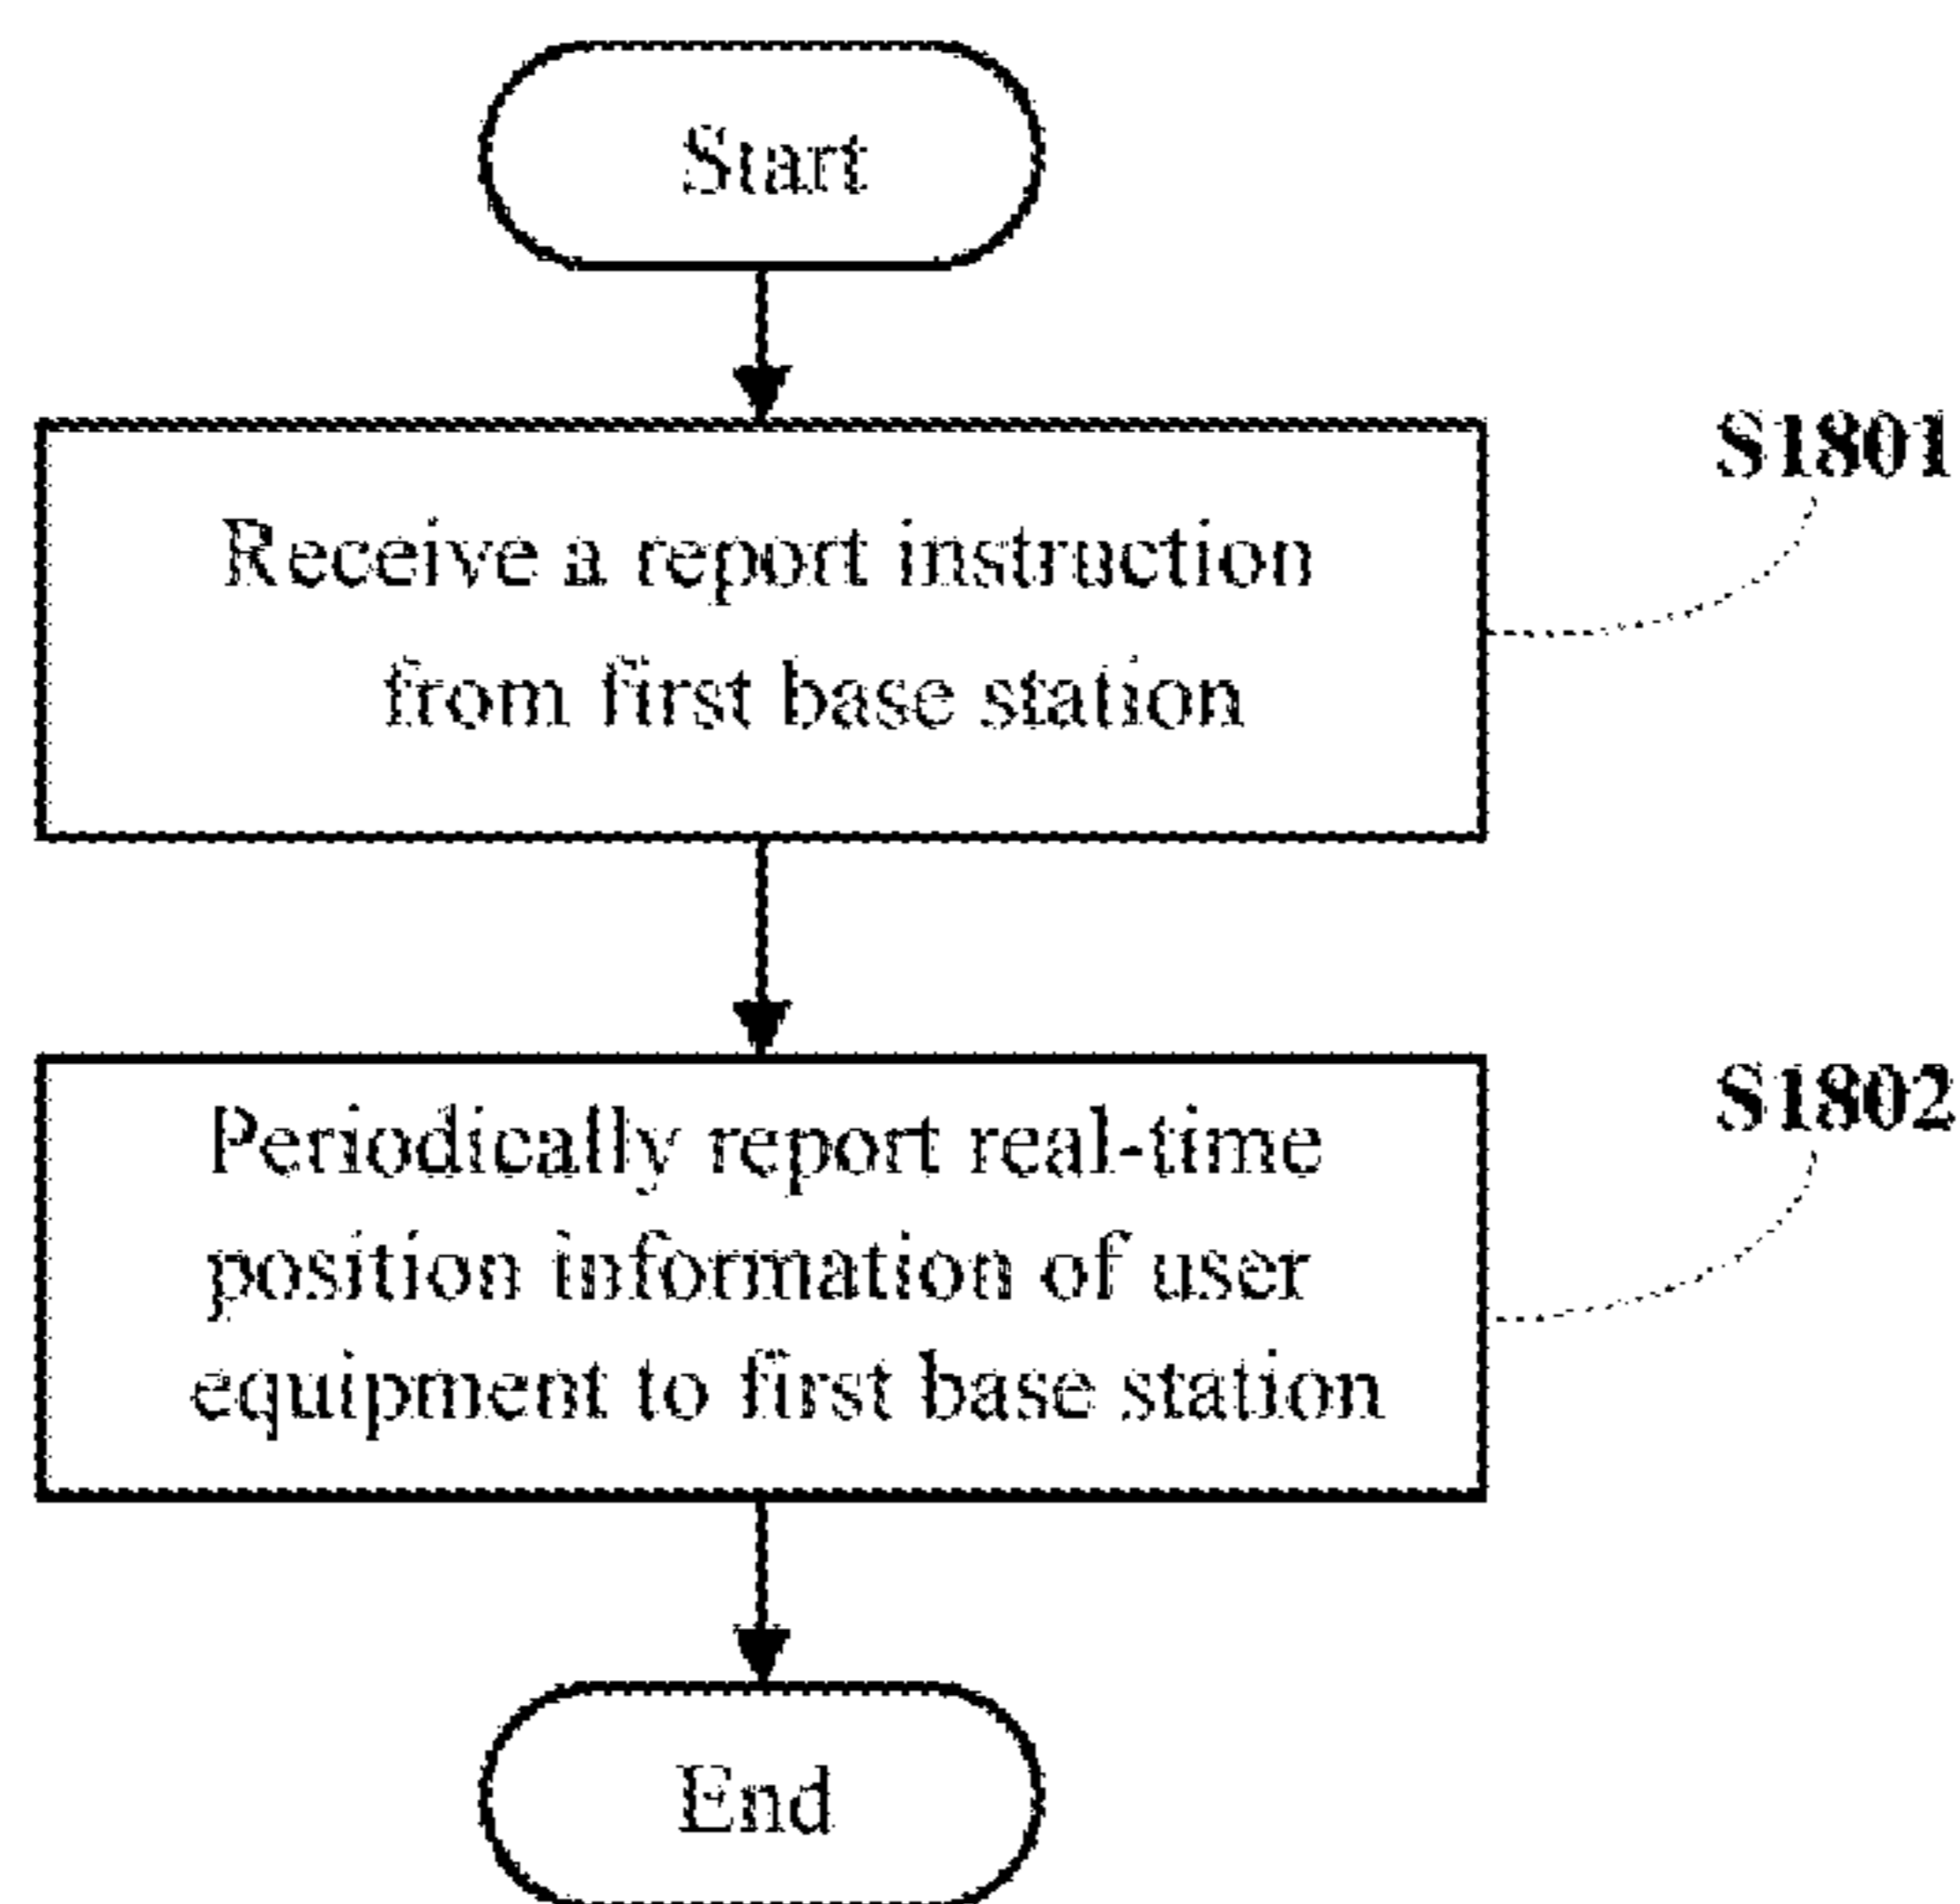 Start
S1801
Receive a report instruction
from first base station
S1802
Periodically report real-time
position information of user
equipment to first base station
End